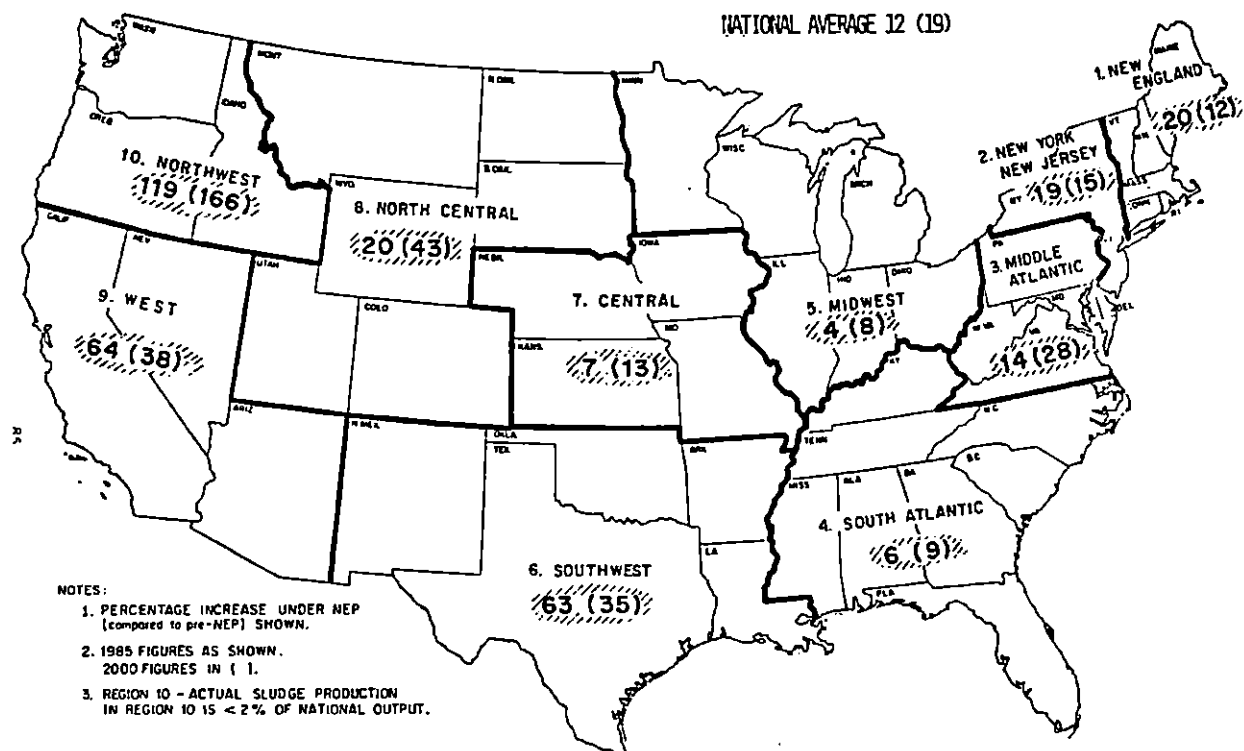 NATIONAL AVERAGE 12 (19)
WASH
MONT
N DAK.
MINN
MAINE
1. NEW
ENGLAND
20 (12)
IDAHO
OREG
VT
NH
WISC
2. NEW YORK
NEW JERSEY
19 (15)
10. NORTHWEST
119 (166)
S DAK.
MICH
MASS
CONN
R I
NY
WYO
8. NORTH CENTRAL
20 (43)
CALIF
NEV
IOWA
PA
3. MIDDLE
ATLANTIC
UTAH
NEBR
ILL
IND
OHIO
MD
DEL
9. WEST
64 (38)
7. CENTRAL
5. MIDWEST
4 (8)
COLO
MO
W VA
VA
14 (28)
KANS.
7 (13)
KY
ARIZ
N MEX
OKLA
TEX
TENN
N C
ARK
S C
MISS
ALA
GA
4. SOUTH ATLANTIC
6 (9)
LA
6. SOUTHWEST
63 (35)
FLA
NOTES:
1. PERCENTAGE INCREASE UNDER NEP
(compared to pre-NEP) SHOWN.
2. 1985 FIGURES AS SHOWN.
2000 FIGURES IN ( ).
3. REGION 10 - ACTUAL SLUDGE PRODUCTION
IN REGION 10 IS < 2% OF NATIONAL OUTPUT.